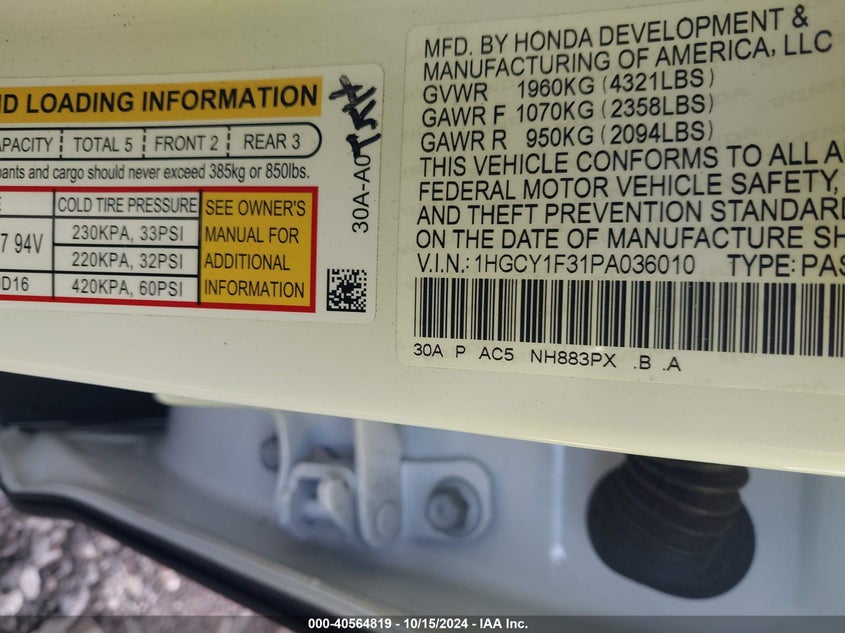 ND LOADING INFORMATION
APACITY TOTAL 5 FRONT 2 REAR 3
pants and cargo should never exceed 385kg or 850lbs.
E COLD TIRE PRESSURE SEE OWNER'S
7 94V 230KPA, 33PSI MANUAL FOR
220KPA, 32PSI ADDITIONAL
D16 420KPA, 60PSI INFORMATION
30A-A0
MFD. BY HONDA DEVELOPMENT &
MANUFACTURING OF AMERICA, LLC
GVWR 1960KG (4321LBS)
GAWR F 1070KG (2358LBS)
GAWR R 950KG (2094LBS)
THIS VEHICLE CONFORMS TO ALL A
FEDERAL MOTOR VEHICLE SAFETY,
AND THEFT PREVENTION STANDARD
ON THE DATE OF MANUFACTURE SH
V.I.N.: 1HGCY1F31PA036010 TYPE: PAS
30A P AC5 NH883PX .B .A
000-40564819 - 10/15/2024 - IAA Inc.